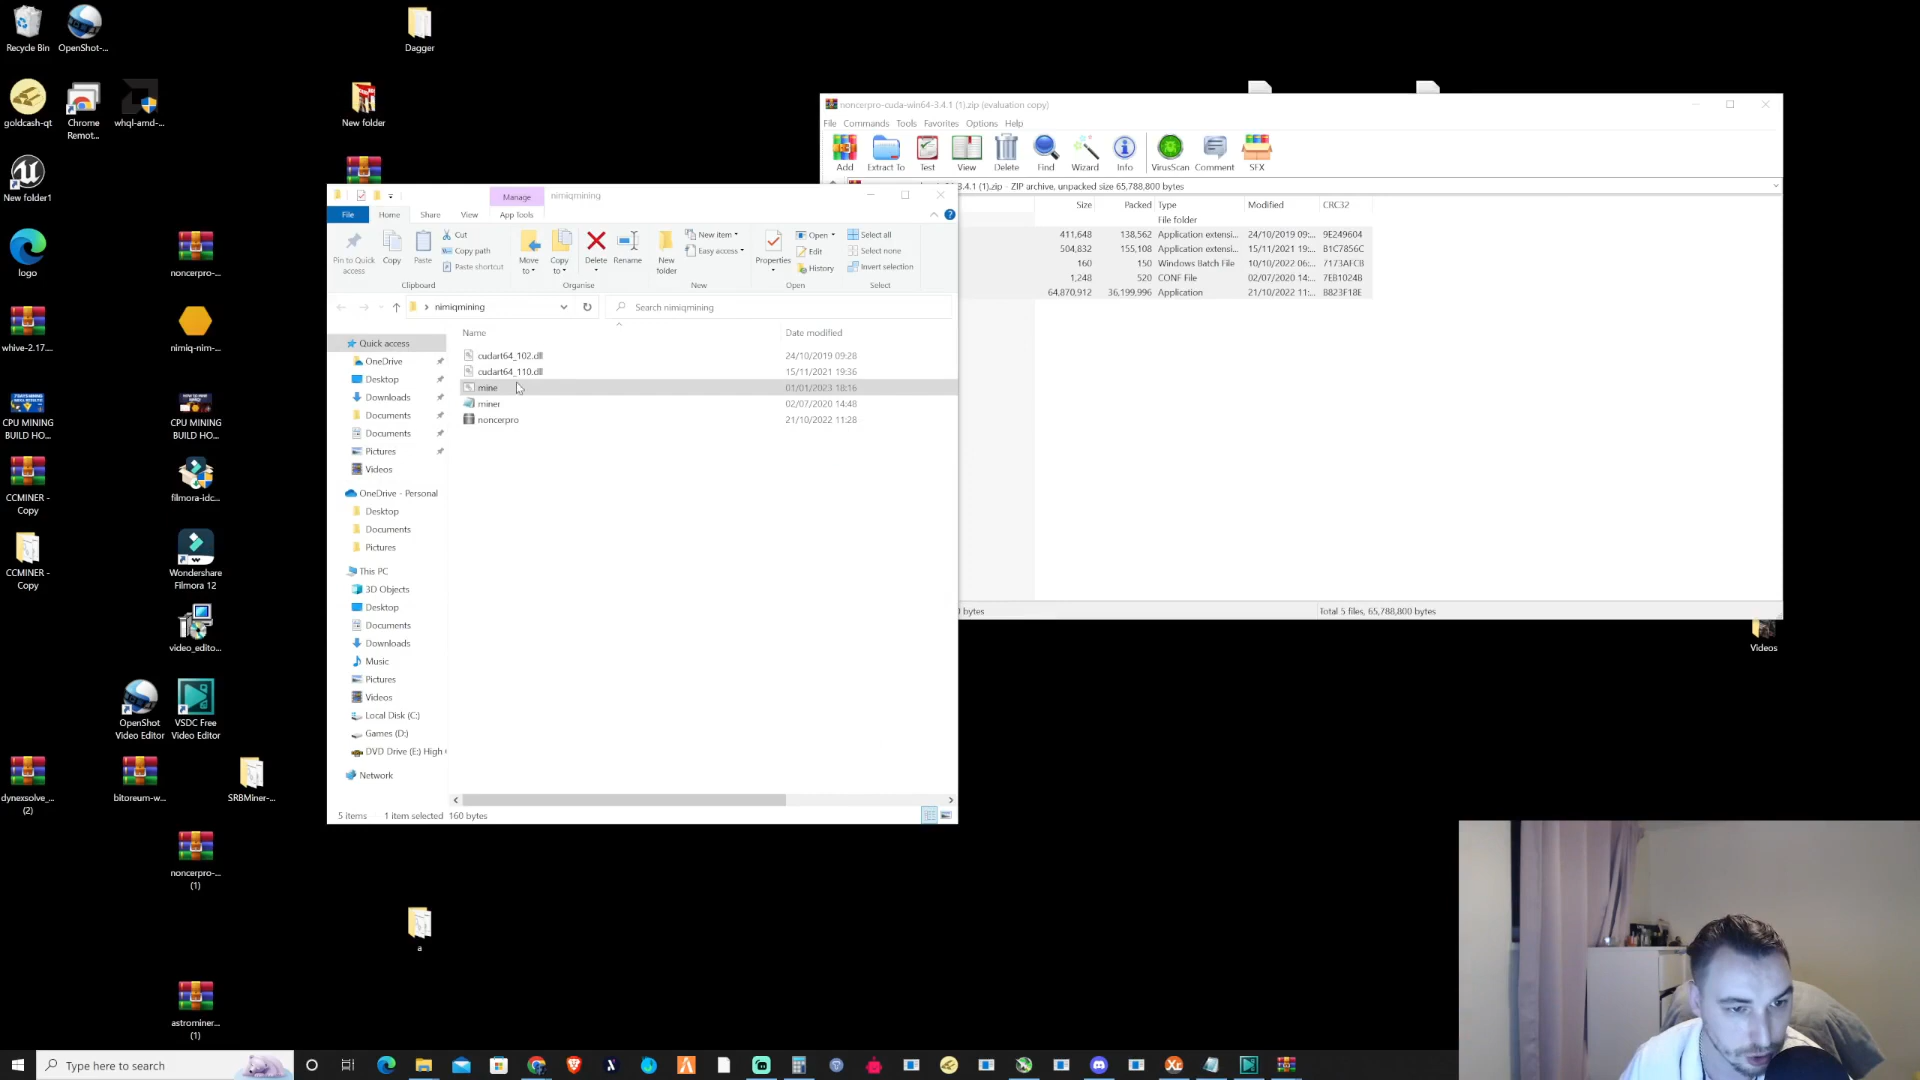 Recycle Bin
OpenShot-...
Dagger
goldcash-qt
Chrome
Remot...
whql-amd-...
New folder
New folder1
logo
noncerpro-...
whive-2.17....
nimiq-nim-...
CPU MINING
BUILD HO...
CPU MINING
BUILD HO...
CCMINER -
Copy
filmora-idc...
CCMINER -
Copy
Wondershare
Filmora 12
video_edito...
OpenShot
Video Editor
VSDC Free
Video Editor
dynexsolve_...
(2)
bitoreum-w...
SRBMiner-...
noncerpro-...
(1)
a
astrominer...
(1)
Videos
noncerpro-cuda-win64-3.4.1 (1).zip (evaluation copy)
File Commands Tools Favorites Options Help
Add Extract To Test View Delete Find Wizard Info VirusScan Comment SFX
3.4.1 (1).zip - ZIP archive, unpacked size 65,788,800 bytes
Size Packed Type Modified CRC32
File folder
411,648 138,562 Application extensi... 24/10/2019 09:... 9E249604
504,832 155,108 Application extensi... 15/11/2021 19:... B1C7856C
160 150 Windows Batch File 10/10/2022 06:... 7173AFCB
1,248 520 CONF File 02/07/2020 14:... 7EB1024B
64,870,912 36,199,996 Application 21/10/2022 11:... B823F18E
bytes
Total 5 files, 65,788,800 bytes
Manage nimiqmining
File Home Share View App Tools
Pin to Quick
access
Copy
Paste
Cut
Copy path
Paste shortcut
Clipboard
Move
to
Copy
to
Delete
Rename
Organise
New
folder
New item
Easy access
New
Properties
Open
Edit
History
Open
Select all
Select none
Invert selection
Select
nimiqmining
Search nimiqmining
Name Date modified
cudart64_102.dll 24/10/2019 09:28
cudart64_110.dll 15/11/2021 19:36
mine 01/01/2023 18:16
miner 02/07/2020 14:48
noncerpro 21/10/2022 11:28
Quick access
OneDrive
Desktop
Downloads
Documents
Documents
Pictures
Videos
OneDrive - Personal
Desktop
Documents
Pictures
This PC
3D Objects
Desktop
Documents
Downloads
Music
Pictures
Videos
Local Disk (C:)
Games (D:)
DVD Drive (E:) High
Network
5 items 1 item selected 160 bytes
Type here to search